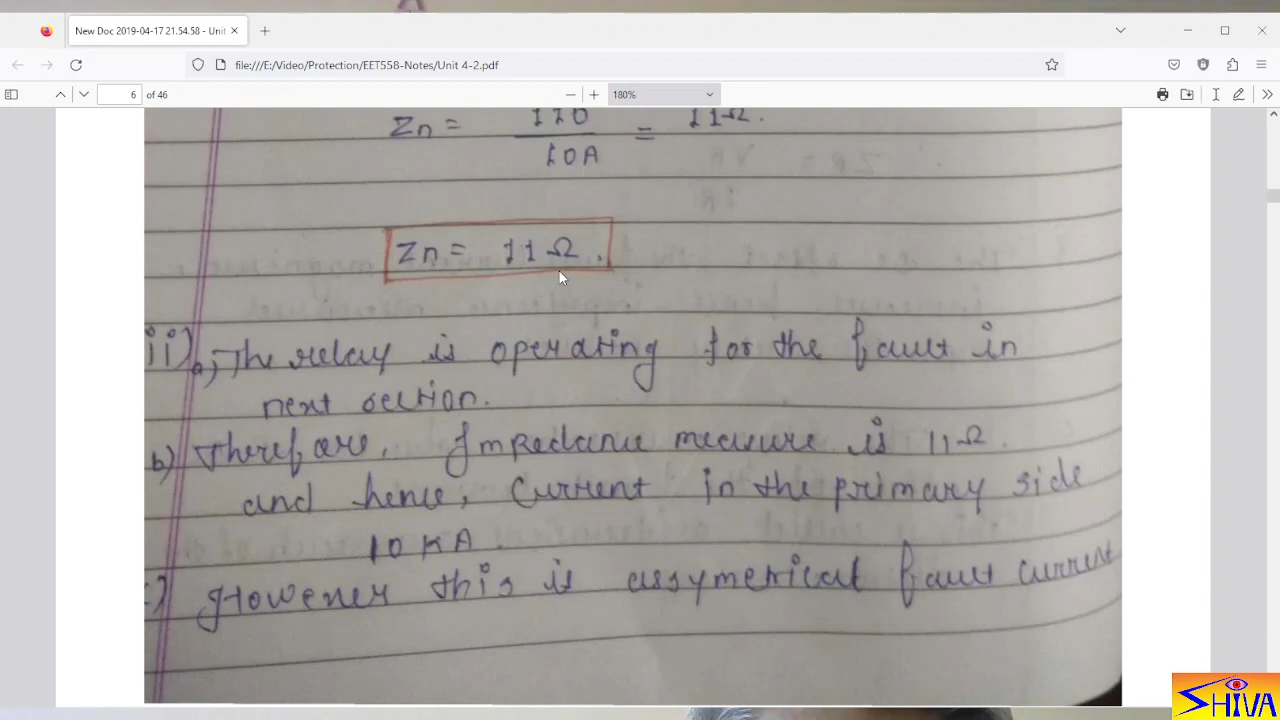 New Doc 2019-04-17 21.54.58 - Unit
file:///E:/Video/Protection/EET558-Notes/Unit 4-2.pdf
6 of 46
180%
Zn = 110 / 10A = 11Ω.
Zn = 11Ω.
ii) a, The relay is operating for the fault in
next section.
b) Therefore, Impedance measure is 11Ω.
and hence, current in the primary side
10 KA.
c) However this is assymetrical fault current
SHIVA